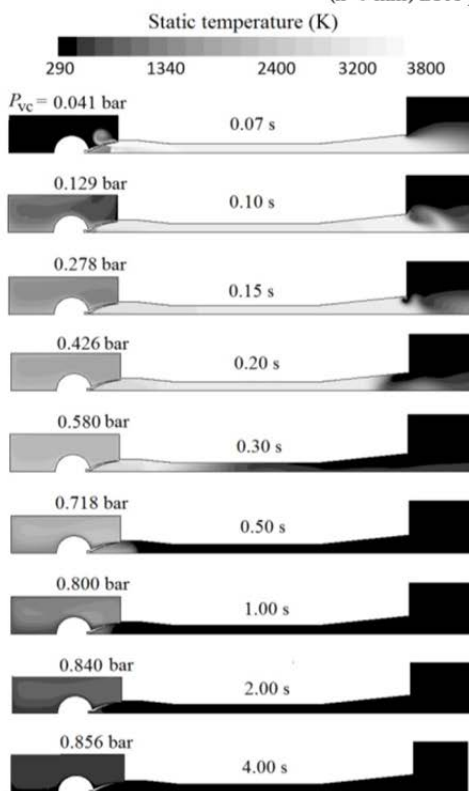 Static temperature (K)
290 1340 2400 3200 3800
Pvc = 0.041 bar
0.07 s
0.129 bar
0.10 s
0.278 bar
0.15 s
0.426 bar
0.20 s
0.580 bar
0.30 s
0.718 bar
0.50 s
0.800 bar
1.00 s
0.840 bar
2.00 s
0.856 bar
4.00 s